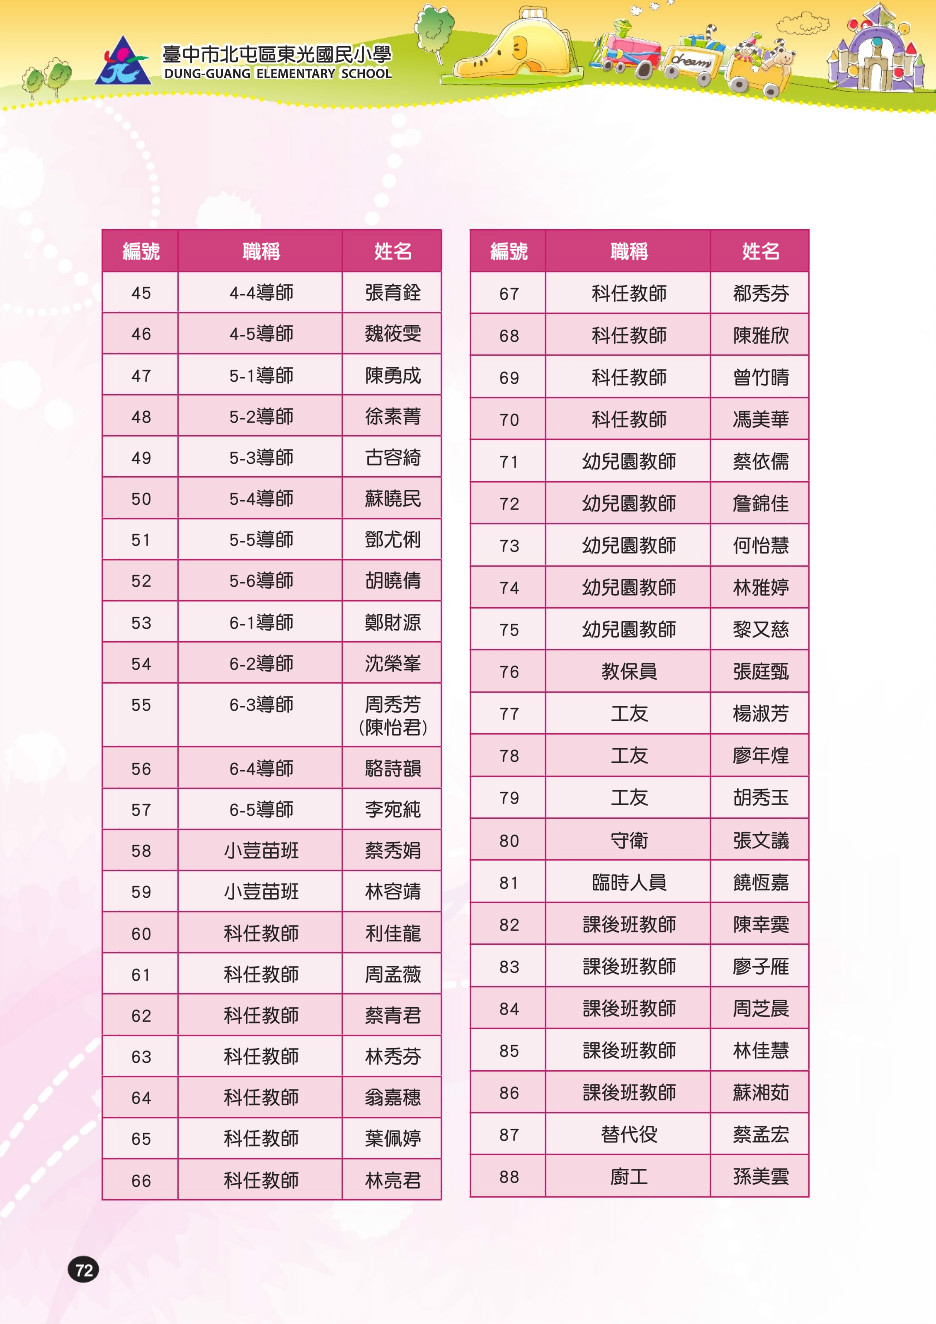 臺中市北屯區東光國民小學
DUNG-GUANG ELEMENTARY SCHOOL
dream
編號 職稱 姓名
45 4-4導師 張育銓
46 4-5導師 魏筱雯
47 5-1導師 陳勇成
48 5-2導師 徐素菁
49 5-3導師 古容綺
50 5-4導師 蘇曉民
51 5-5導師 鄧尤俐
52 5-6導師 胡曉倩
53 6-1導師 鄭財源
54 6-2導師 沈榮峯
55 6-3導師 周秀芳
(陳怡君)
56 6-4導師 駱詩韻
57 6-5導師 李宛純
58 小荳苗班 蔡秀娟
59 小荳苗班 林容靖
60 科任教師 利佳龍
61 科任教師 周孟薇
62 科任教師 蔡青君
63 科任教師 林秀芬
64 科任教師 翁嘉穗
65 科任教師 葉佩婷
66 科任教師 林亮君
編號 職稱 姓名
67 科任教師 郗秀芬
68 科任教師 陳雅欣
69 科任教師 曾竹晴
70 科任教師 馮美華
71 幼兒園教師 蔡依儒
72 幼兒園教師 詹錦佳
73 幼兒園教師 何怡慧
74 幼兒園教師 林雅婷
75 幼兒園教師 黎又慈
76 教保員 張庭甄
77 工友 楊淑芳
78 工友 廖年煌
79 工友 胡秀玉
80 守衛 張文議
81 臨時人員 饒恆嘉
82 課後班教師 陳幸霙
83 課後班教師 廖子雁
84 課後班教師 周芝晨
85 課後班教師 林佳慧
86 課後班教師 蘇湘茹
87 替代役 蔡孟宏
88 廚工 孫美雲
72